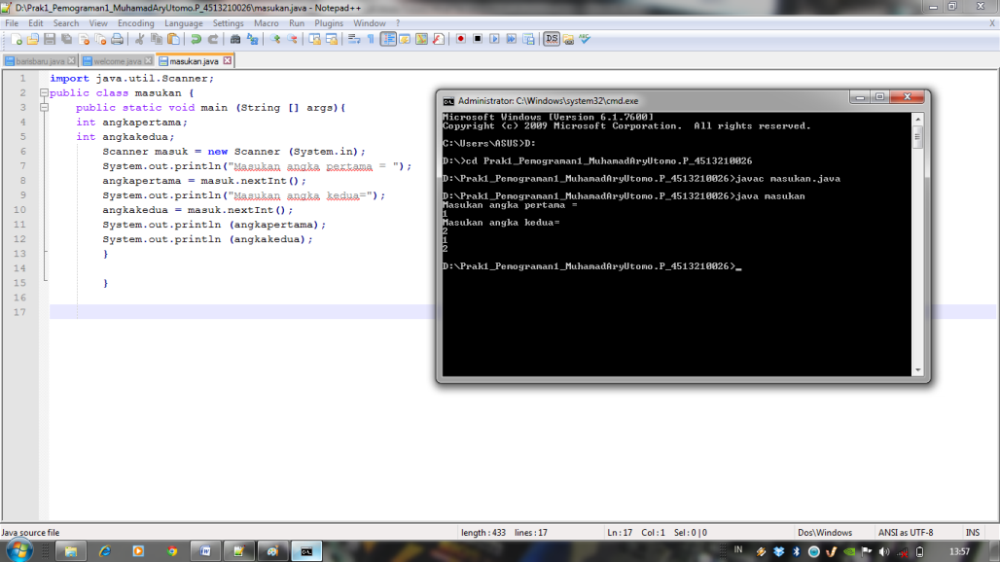 D:\Prak1_Pemograman1_MuhamadAryUtomo.P_4513210026\masukan.java - Notepad++
File Edit Search View Encoding Language Settings Macro Run Plugins Window ?
X
barisbaru.java welcome.java masukan.java
1 import java.util.Scanner;
2 public class masukan {
3 public static void main (String [] args){
4 int angkapertama;
5 int angkakedua;
6 Scanner masuk = new Scanner (System.in);
7 System.out.println("Masukan angka pertama = ");
8 angkapertama = masuk.nextInt();
9 System.out.println("Masukan angka kedua=");
10 angkakedua = masuk.nextInt();
11 System.out.println (angkapertama);
12 System.out.println (angkakedua);
13 }
14
15 }
16
17
Administrator: C:\Windows\system32\cmd.exe
Microsoft Windows [Version 6.1.7600]
Copyright (c) 2009 Microsoft Corporation. All rights reserved.
C:\Users\ASUS>D:
D:\>cd Prak1_Pemograman1_MuhamadAryUtomo.P_4513210026
D:\Prak1_Pemograman1_MuhamadAryUtomo.P_4513210026>javac masukan.java
D:\Prak1_Pemograman1_MuhamadAryUtomo.P_4513210026>java masukan
Masukan angka pertama =
1
Masukan angka kedua=
2
1
2
D:\Prak1_Pemograman1_MuhamadAryUtomo.P_4513210026>_
Java source file length : 433 lines : 17 Ln : 17 Col : 1 Sel : 0 | 0 Dos\Windows ANSI as UTF-8 INS
IN 13:57